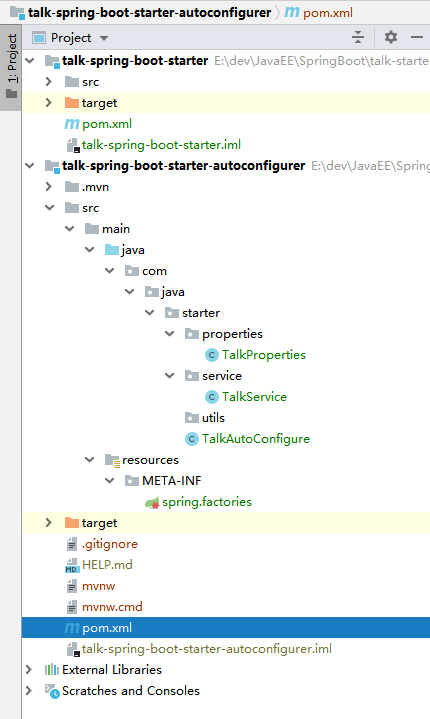 talk-spring-boot-starter-autoconfigurer pom.xml
1: Project
Project
talk-spring-boot-starter E:\dev\JavaEE\SpringBoot\talk-starte
src
target
pom.xml
talk-spring-boot-starter.iml
talk-spring-boot-starter-autoconfigurer E:\dev\JavaEE\Spring
.mvn
src
main
java
com
java
starter
properties
TalkProperties
service
TalkService
utils
TalkAutoConfigure
resources
META-INF
spring.factories
target
.gitignore
HELP.md
mvnw
mvnw.cmd
pom.xml
talk-spring-boot-starter-autoconfigurer.iml
External Libraries
Scratches and Consoles